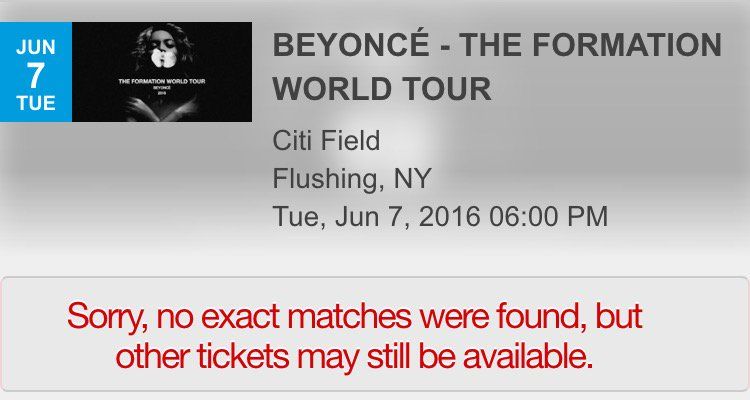 JUN
7
TUE
THE FORMATION WORLD TOUR
BEYONCÉ
2016
BEYONCÉ - THE FORMATION
WORLD TOUR
Citi Field
Flushing, NY
Tue, Jun 7, 2016 06:00 PM
Sorry, no exact matches were found, but
other tickets may still be available.